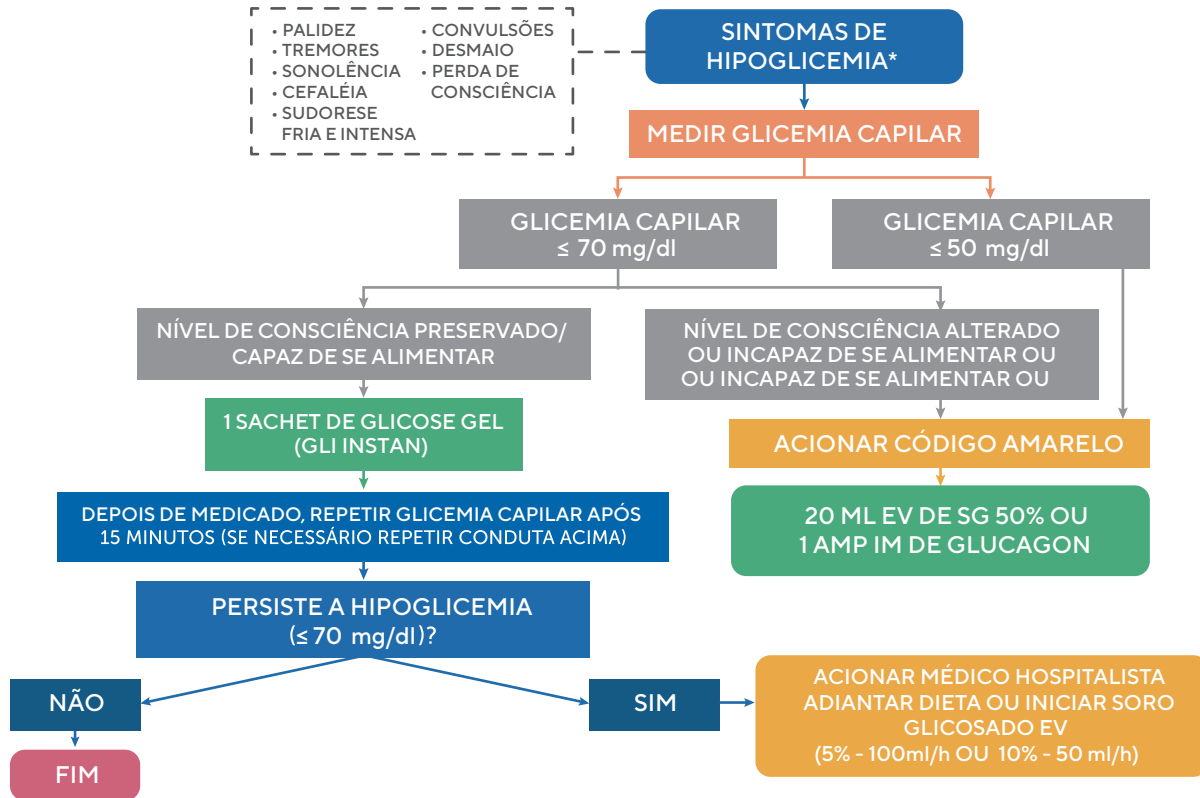 • PALIDEZ
• TREMORES
• SONOLÊNCIA
• CEFALÉIA
• SUDORESE
FRIA E INTENSA
• CONVULSÕES
• DESMAIO
• PERDA DE
CONSCIÊNCIA
SINTOMAS DE
HIPOGLICEMIA*
MEDIR GLICEMIA CAPILAR
GLICEMIA CAPILAR
≤ 70 mg/dl
GLICEMIA CAPILAR
≤ 50 mg/dl
NÍVEL DE CONSCIÊNCIA PRESERVADO/
CAPAZ DE SE ALIMENTAR
NÍVEL DE CONSCIÊNCIA ALTERADO
OU INCAPAZ DE SE ALIMENTAR OU
OU INCAPAZ DE SE ALIMENTAR OU
1 SACHET DE GLICOSE GEL
(GLI INSTAN)
ACIONAR CÓDIGO AMARELO
DEPOIS DE MEDICADO, REPETIR GLICEMIA CAPILAR APÓS
15 MINUTOS (SE NECESSÁRIO REPETIR CONDUTA ACIMA)
20 ML EV DE SG 50% OU
1 AMP IM DE GLUCAGON
PERSISTE A HIPOGLICEMIA
(≤ 70 mg/dl)?
NÃO
SIM
ACIONAR MÉDICO HOSPITALISTA
ADIANTAR DIETA OU INICIAR SORO
GLICOSADO EV
(5% - 100ml/h OU 10% - 50 ml/h)
FIM